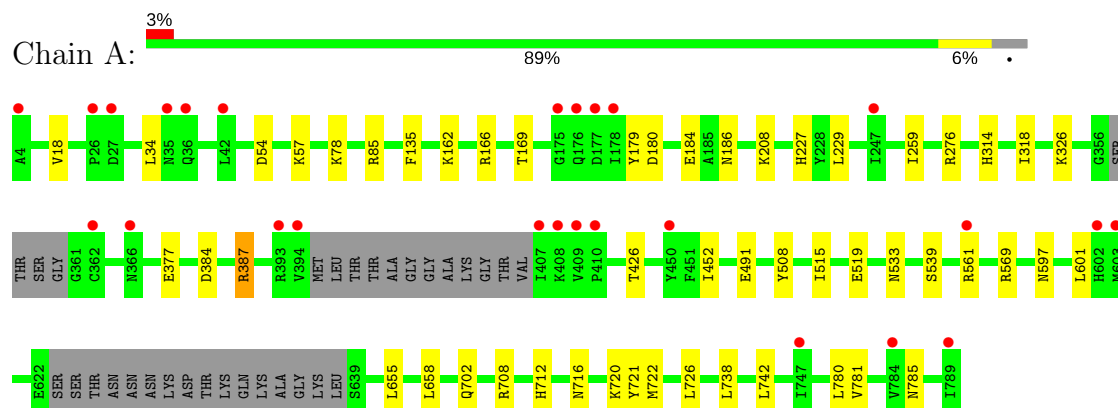 3%
Chain A:
89%
6%
A4 V18 P26 D27 L34 N35 Q36 L42 D54 K57 K78 R85 F135 K162 R166 T169 G175 Q176 D177 I178 Y179 D180 E184 A185 N186 K208 H227 Y228 L229 I247 I259 R276 H314 I318 K326 G356 SER
THR SER GLY G361 C362 N366 E377 D384 R387 R393 V394 MET LEU THR THR ALA GLY GLY ALA LYS GLY THR VAL I407 K408 V409 P410 T426 Y450 F451 I452 E491 Y508 I515 E519 N533 S539 R561 R569 N597 L601 H602 M603
E622 SER SER THR ASN ASN ASN LYS ASP THR LYS GLN LYS ALA GLY LYS LEU S639 L655 L658 Q702 R708 H712 N716 K720 Y721 M722 L726 L738 L742 I747 L780 V781 V784 N785 I789